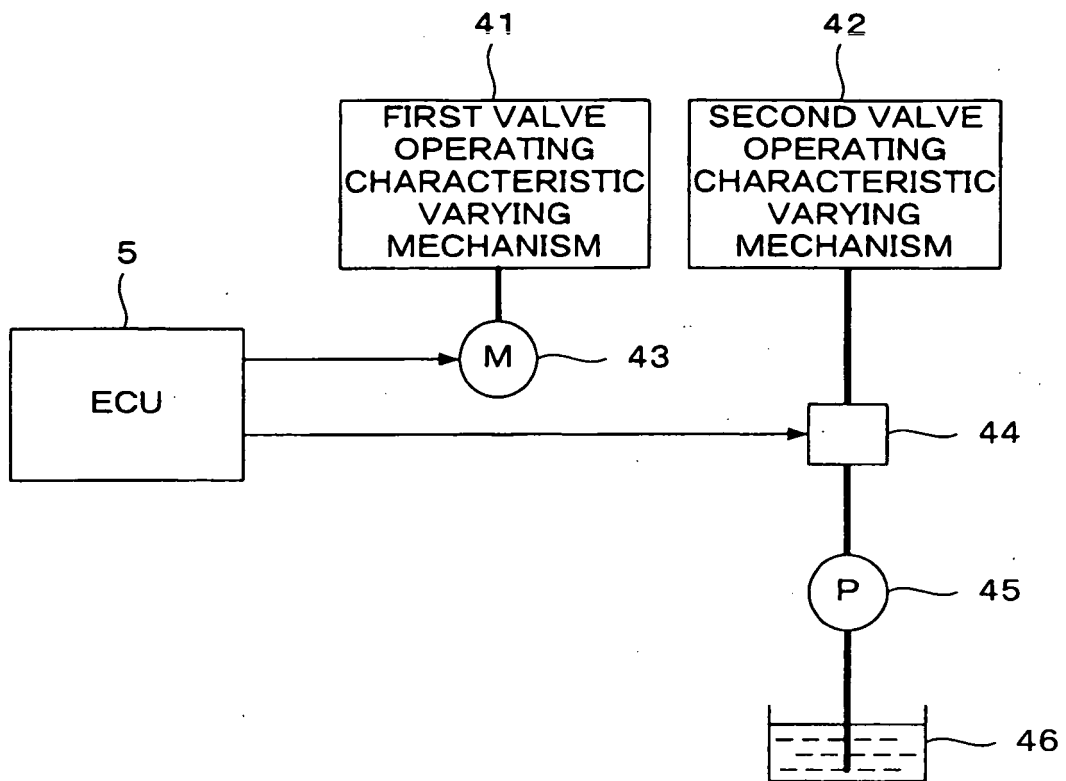 41
42
FIRST VALVE
OPERATING
CHARACTERISTIC
VARYING
MECHANISM
SECOND VALVE
OPERATING
CHARACTERISTIC
VARYING
MECHANISM
5
ECU
M
43
44
P
45
46